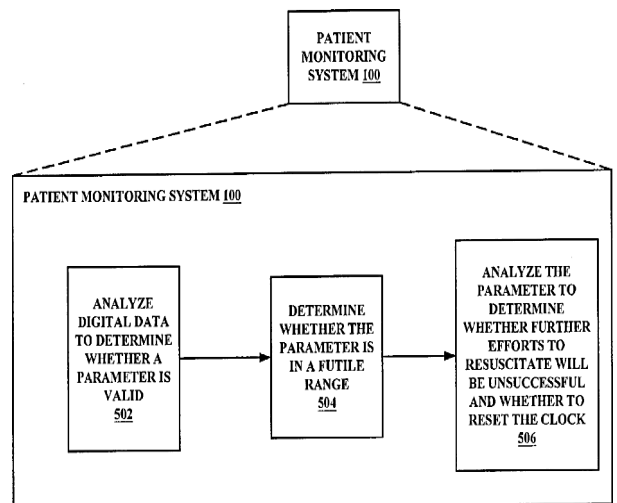 PATIENT
MONITORING
SYSTEM 100
PATIENT MONITORING SYSTEM 100
ANALYZE
DIGITAL DATA
TO DETERMINE
WHETHER A
PARAMETER IS
VALID
502
DETERMINE
WHETHER THE
PARAMETER IS
IN A FUTILE
RANGE
504
ANALYZE THE
PARAMETER TO
DETERMINE
WHETHER FURTHER
EFFORTS TO
RESUSCITATE WILL
BE UNSUCCESSFUL
AND WHETHER TO
RESET THE CLOCK
506